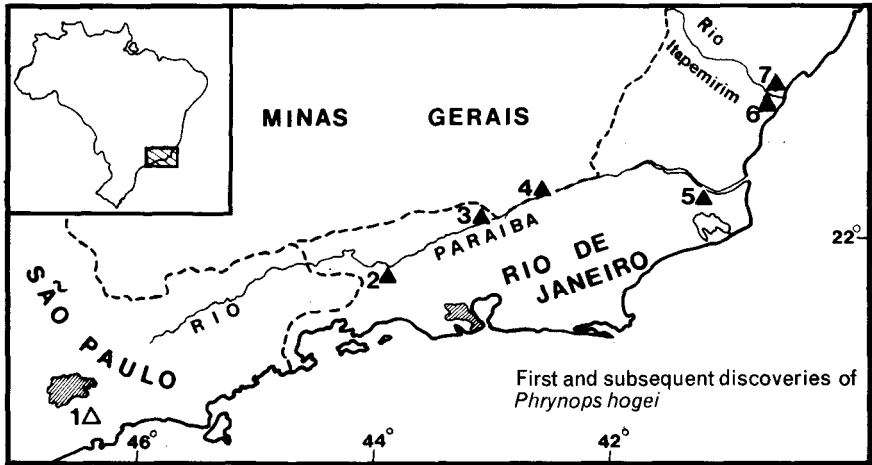 MINAS GERAIS
Rio
Itapemirim
7
6
5
4
3
PARAIBA
2
RIO
RIO DE
JANEIRO
22°
SÃO
PAULO
1
First and subsequent discoveries of
Phrynops hogei
46°
44°
42°